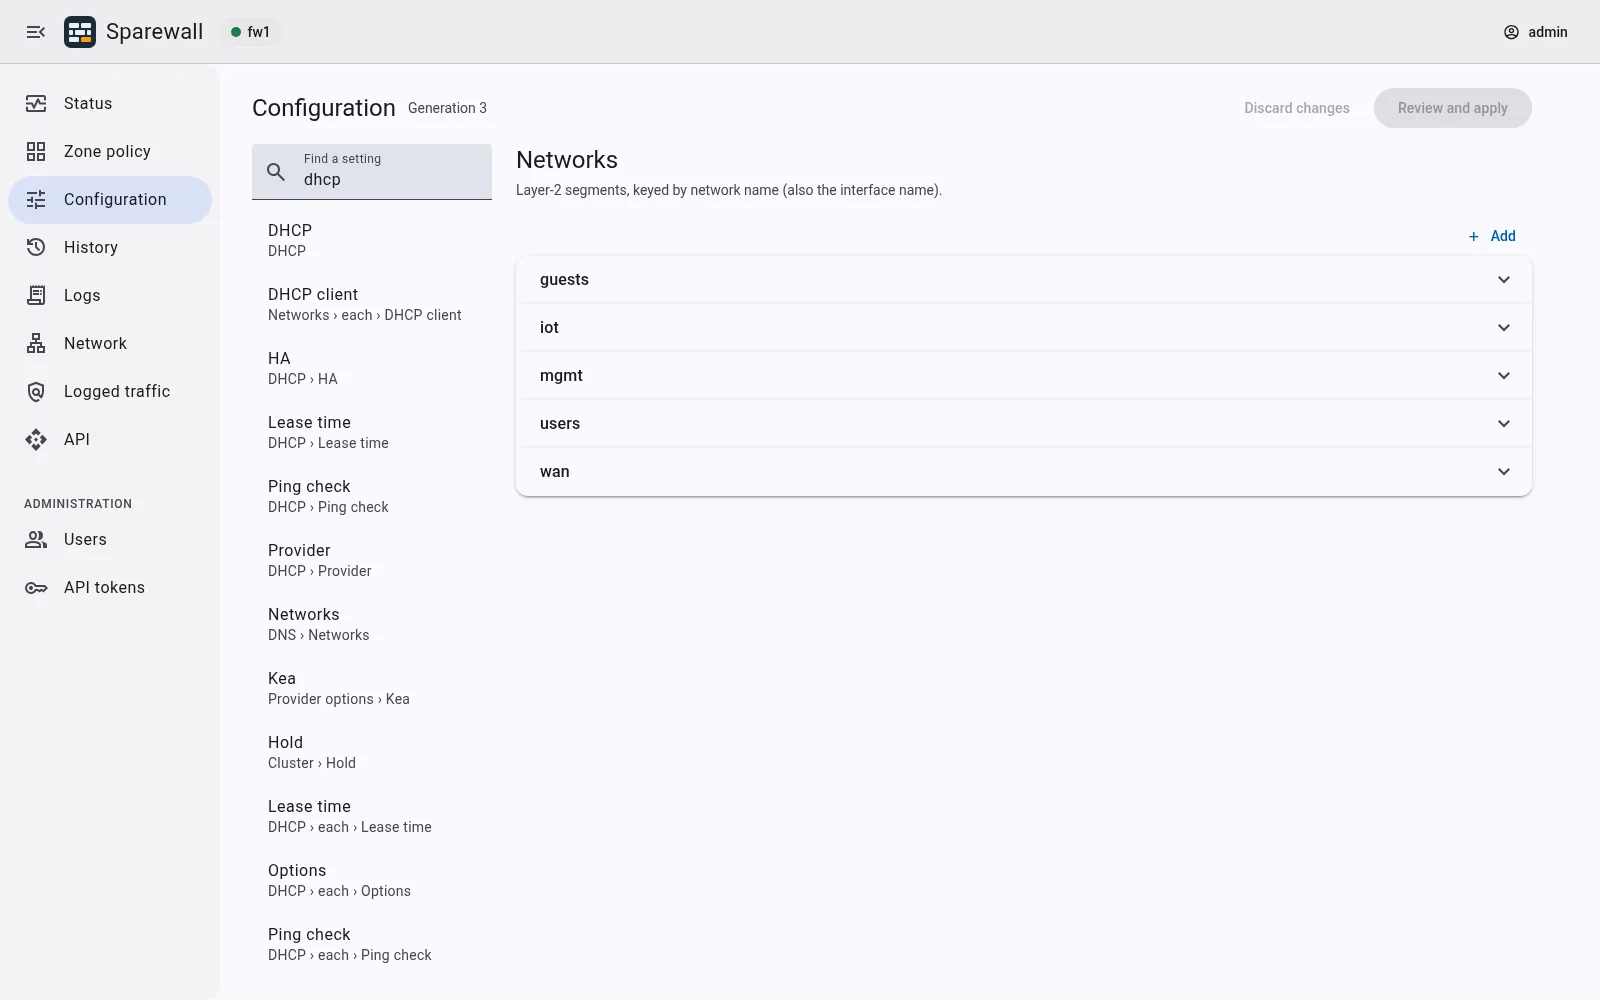 Sparewall
fw1
admin
Status
Zone policy
Configuration
History
Logs
Network
Logged traffic
API
ADMINISTRATION
Users
API tokens
Configuration
Generation 3
Discard changes
Review and apply
Find a setting
dhcp
DHCP
DHCP
DHCP client
Networks › each › DHCP client
HA
DHCP › HA
Lease time
DHCP › Lease time
Ping check
DHCP › Ping check
Provider
DHCP › Provider
Networks
DNS › Networks
Kea
Provider options › Kea
Hold
Cluster › Hold
Lease time
DHCP › each › Lease time
Options
DHCP › each › Options
Ping check
DHCP › each › Ping check
Networks
Layer-2 segments, keyed by network name (also the interface name).
+ Add
guests
iot
mgmt
users
wan